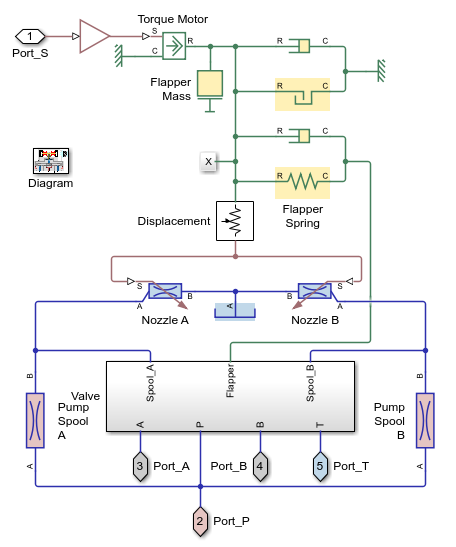 Torque Motor
1
Port_S
S
C
R
R
C
Flapper
Mass
R
C
R
C
X
Diagram
R
C
Flapper
Spring
Displacement
S
S
B
A
B
A
A
Nozzle A
Nozzle B
B
B
Spool_A
Flapper
Spool_B
Valve
Pump
Spool
A
Pump
Spool
B
A
P
B
T
A
A
3
Port_A
Port_B
4
5
Port_T
2
Port_P